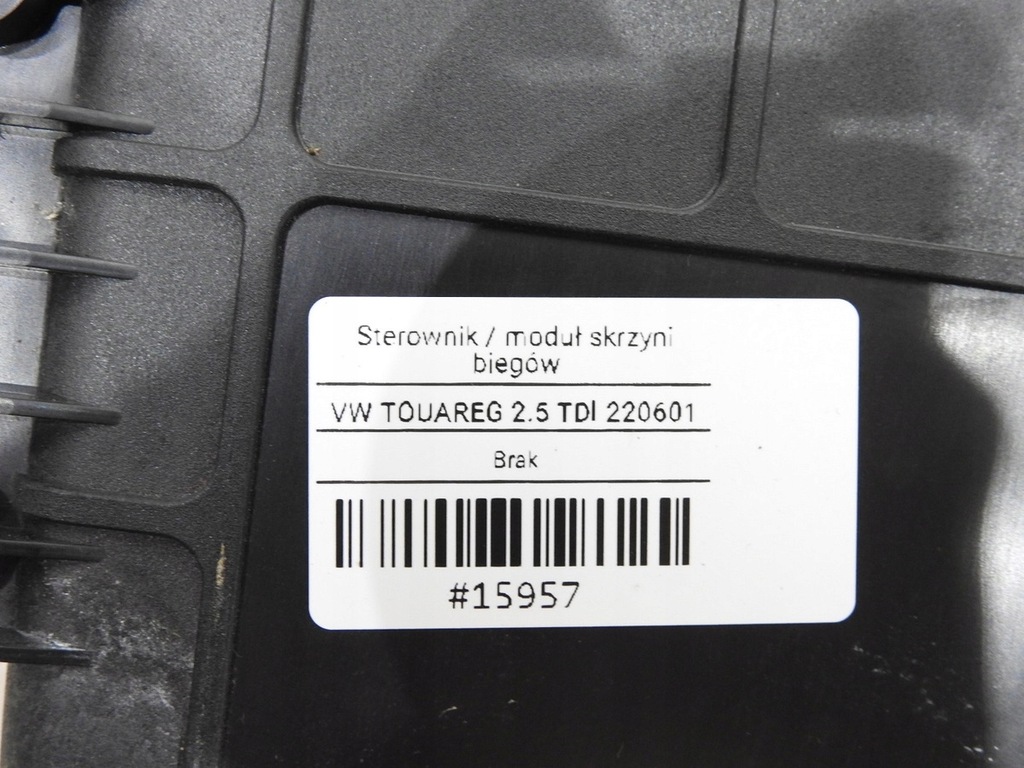 Sterownik / moduł skrzyni
biegów
VW TOUAREG 2.5 TDI 220601
Brak
#15957